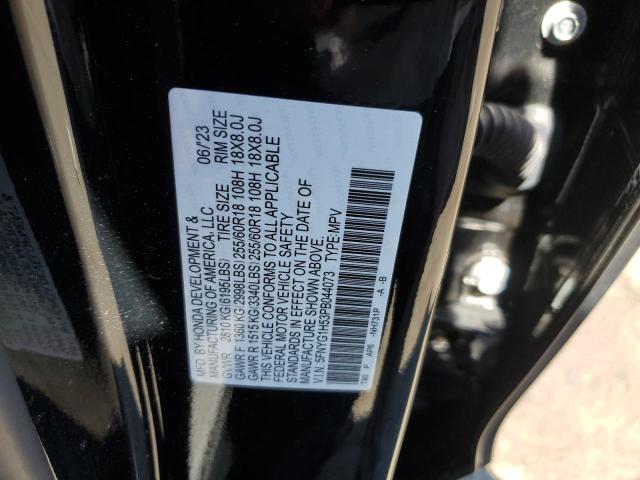 MFD. BY HONDA DEVELOPMENT & 06/'23
MANUFACTURING OF AMERICA, LLC
GVWR 2810 KG(6195LBS) TIRE SIZE RIM SIZE
GAWR F 1360 KG(2998LBS) 255/60R18 108H 18X8.0J
GAWR R 1515 KG(3340LBS) 255/60R18 108H 18X8.0J
THIS VEHICLE CONFORMS TO ALL APPLICABLE
FEDERAL MOTOR VEHICLE SAFETY
STANDARDS IN EFFECT ON THE DATE OF
MANUFACTURE SHOWN ABOVE.
V.I.N. 5FNYG1H53PB044073 TYPE:MPV
P AP6 -NH731P -A -B